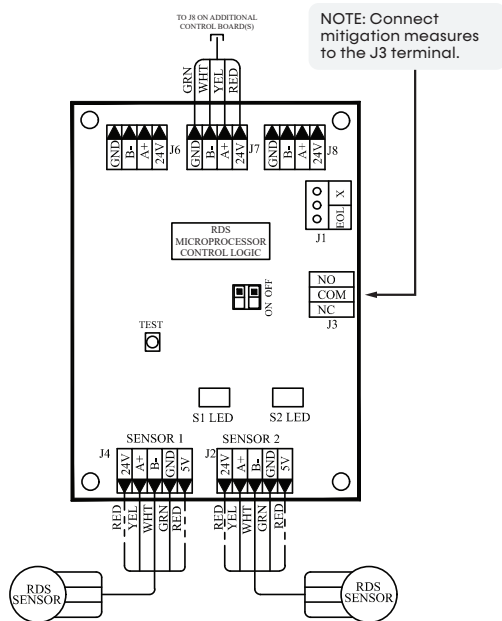 TO J8 ON ADDITIONAL
CONTROL BOARD(S)
NOTE: Connect
mitigation measures
to the J3 terminal.
GRN
WHT
YEL
RED
GND
B-
A+
24V
J6
GND
B-
A+
24V
J7
GND
B-
A+
24V
J8
EOL X
J1
RDS
MICROPROCESSOR
CONTROL LOGIC
ON OFF
NO
COM
NC
J3
TEST
S1 LED
S2 LED
SENSOR 1
SENSOR 2
J4
24V
A+
B-
GND
5V
J2
24V
A+
B-
GND
5V
RED
YEL
WHT
GRN
RED
RED
YEL
WHT
GRN
RED
RDS
SENSOR
RDS
SENSOR